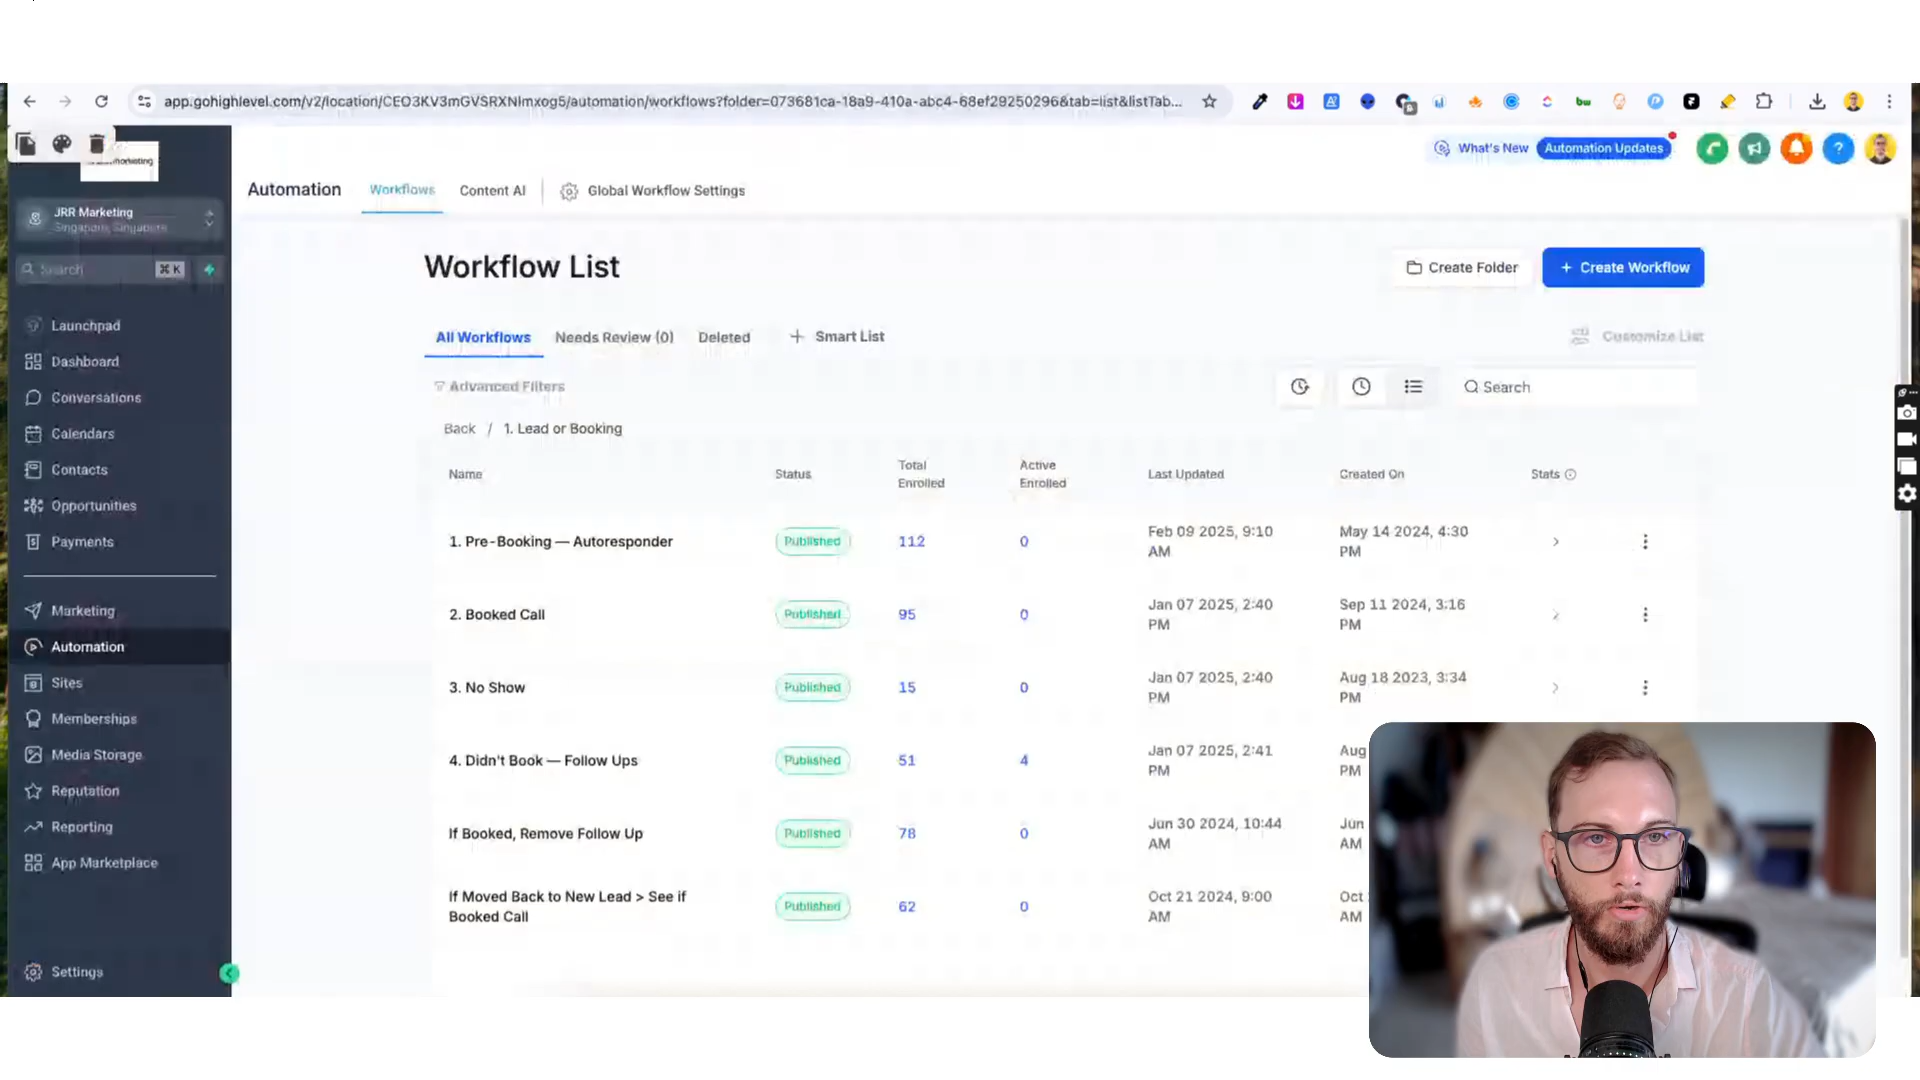 app.gohighlevel.com/v2/location/CEO3KV3mGVSRXNlmxog5/automation/workflows?folder=073681ca-18a9-410a-abc4-68ef29250296&tab=list&listTab...
What's New
Automation Updates
JRR Marketing
Singapore, Singapore
Search
⌘ K
Launchpad
Dashboard
Conversations
Calendars
Contacts
Opportunities
Payments
Marketing
Automation
Sites
Memberships
Media Storage
Reputation
Reporting
App Marketplace
Settings
Automation
Workflows
Content AI
Global Workflow Settings
Workflow List
Create Folder
+ Create Workflow
All Workflows
Needs Review (0)
Deleted
+ Smart List
Customize List
Advanced Filters
Search
Back / 1. Lead or Booking
Name
Status
Total
Enrolled
Active
Enrolled
Last Updated
Created On
Stats
1. Pre-Booking — Autoresponder
Published
112
0
Feb 09 2025, 9:10
AM
May 14 2024, 4:30
PM
2. Booked Call
Published
95
0
Jan 07 2025, 2:40
PM
Sep 11 2024, 3:16
PM
3. No Show
Published
15
0
Jan 07 2025, 2:40
PM
Aug 18 2023, 3:34
PM
4. Didn't Book — Follow Ups
Published
51
4
Jan 07 2025, 2:41
PM
Aug
PM
If Booked, Remove Follow Up
Published
78
0
Jun 30 2024, 10:44
AM
Jun
AM
If Moved Back to New Lead > See if
Booked Call
Published
62
0
Oct 21 2024, 9:00
AM
Oct
AM